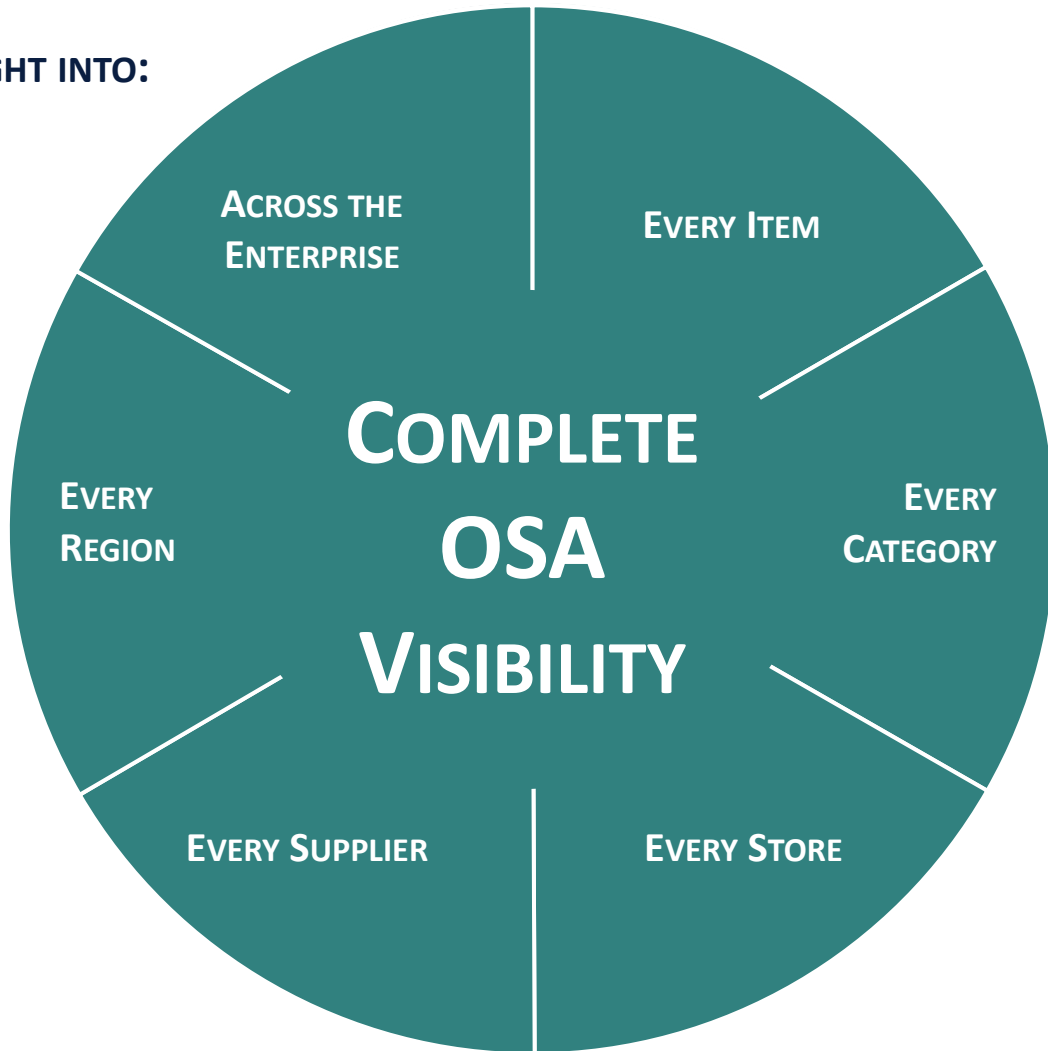 GHT INTO:
ACROSS THE
ENTERPRISE
EVERY ITEM
COMPLETE
OSA
VISIBILITY
EVERY
REGION
EVERY
CATEGORY
EVERY SUPPLIER
EVERY STORE